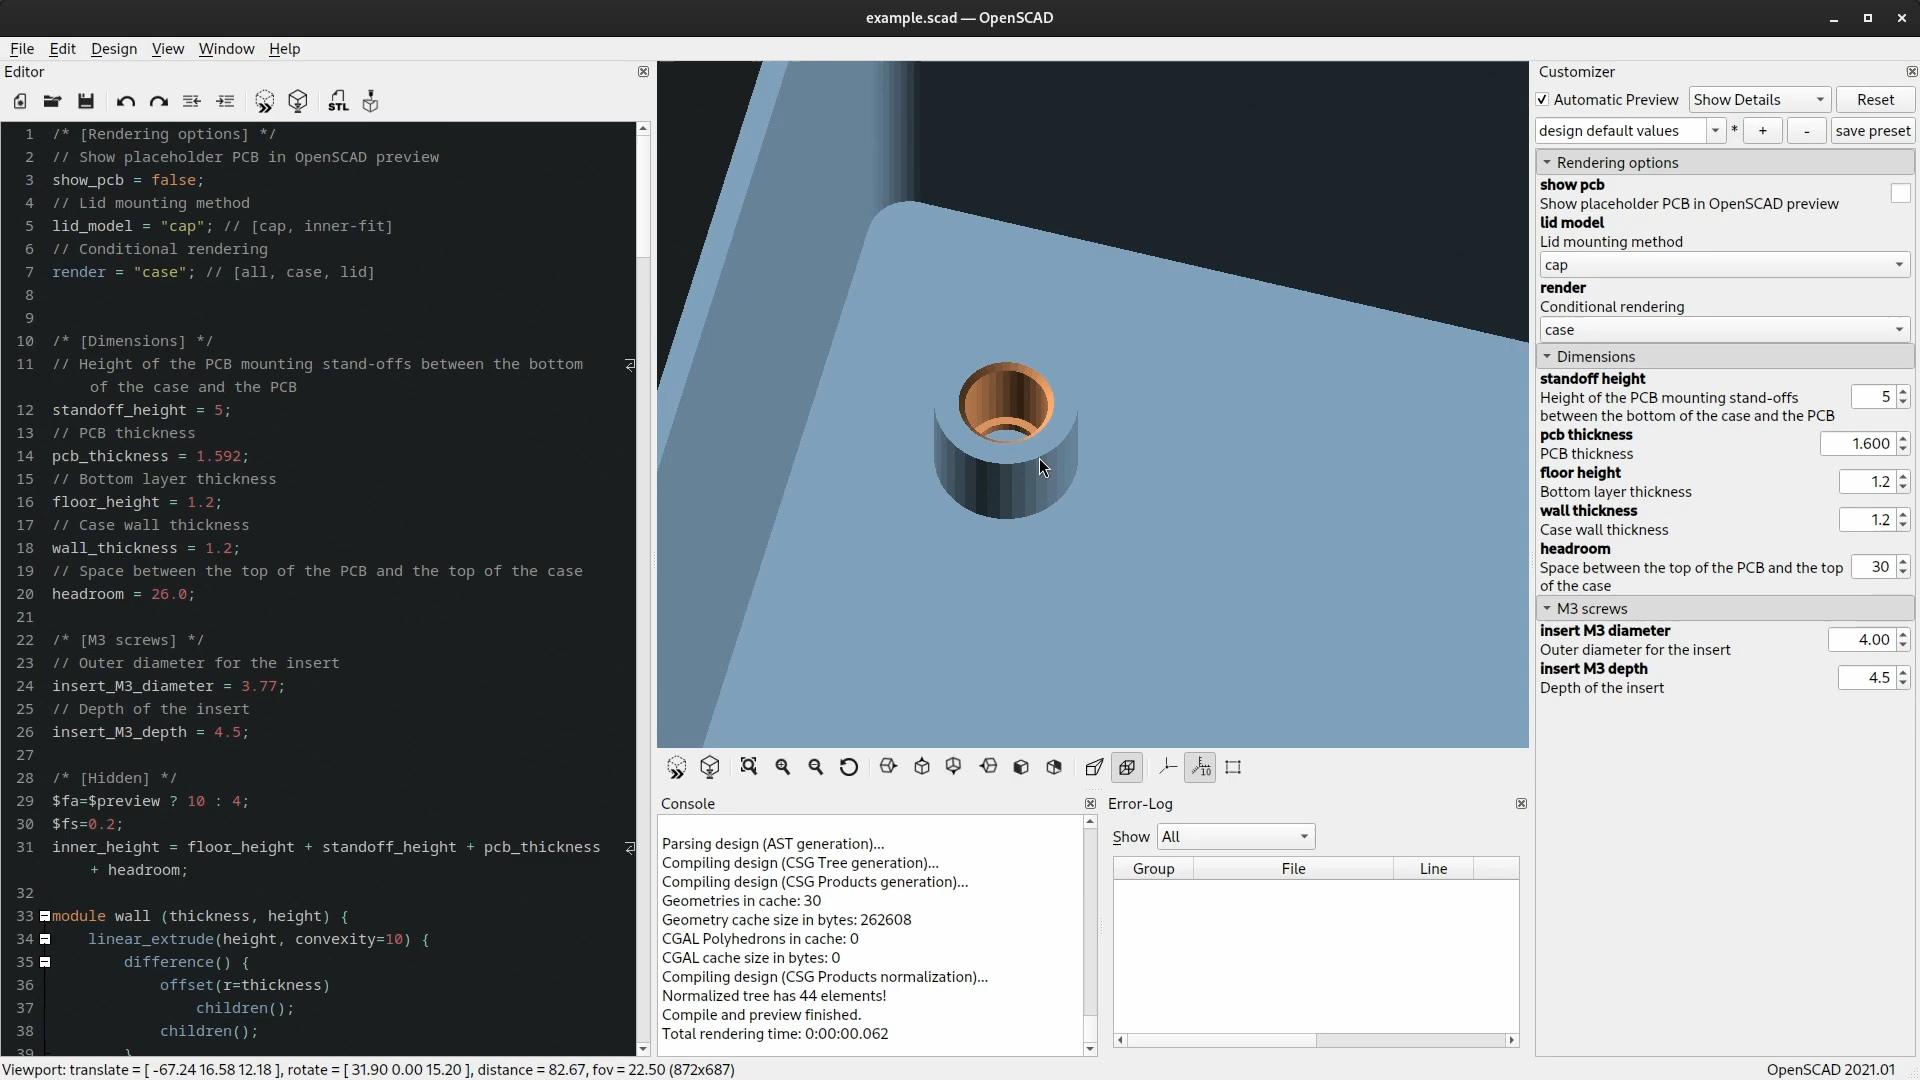 example.scad — OpenSCAD
File Edit Design View Window Help
Editor
STL
1 /* [Rendering options] */
2 // Show placeholder PCB in OpenSCAD preview
3 show_pcb = false;
4 // Lid mounting method
5 lid_model = "cap"; // [cap, inner-fit]
6 // Conditional rendering
7 render = "case"; // [all, case, lid]
8
9
10 /* [Dimensions] */
11 // Height of the PCB mounting stand-offs between the bottom
of the case and the PCB
12 standoff_height = 5;
13 // PCB thickness
14 pcb_thickness = 1.592;
15 // Bottom layer thickness
16 floor_height = 1.2;
17 // Case wall thickness
18 wall_thickness = 1.2;
19 // Space between the top of the PCB and the top of the case
20 headroom = 26.0;
21
22 /* [M3 screws] */
23 // Outer diameter for the insert
24 insert_M3_diameter = 3.77;
25 // Depth of the insert
26 insert_M3_depth = 4.5;
27
28 /* [Hidden] */
29 $fa=$preview ? 10 : 4;
30 $fs=0.2;
31 inner_height = floor_height + standoff_height + pcb_thickness
+ headroom;
32
33 module wall (thickness, height) {
34 linear_extrude(height, convexity=10) {
35 difference() {
36 offset(r=thickness)
37 children();
38 children();
39 }
10
Console
Parsing design (AST generation)...
Compiling design (CSG Tree generation)...
Compiling design (CSG Products generation)...
Geometries in cache: 30
Geometry cache size in bytes: 262608
CGAL Polyhedrons in cache: 0
CGAL cache size in bytes: 0
Compiling design (CSG Products normalization)...
Normalized tree has 44 elements!
Compile and preview finished.
Total rendering time: 0:00:00.062
Error-Log
Show All
Group File Line
Customizer
Automatic Preview Show Details Reset
design default values * + - save preset
Rendering options
show pcb
Show placeholder PCB in OpenSCAD preview
lid model
Lid mounting method
cap
render
Conditional rendering
case
Dimensions
standoff height
Height of the PCB mounting stand-offs 5
between the bottom of the case and the PCB
pcb thickness
PCB thickness 1.600
floor height
Bottom layer thickness 1.2
wall thickness
Case wall thickness 1.2
headroom
Space between the top of the PCB and the top 30
of the case
M3 screws
insert M3 diameter
Outer diameter for the insert 4.00
insert M3 depth
Depth of the insert 4.5
Viewport: translate = [ -67.24 16.58 12.18 ], rotate = [ 31.90 0.00 15.20 ], distance = 82.67, fov = 22.50 (872x687)
OpenSCAD 2021.01